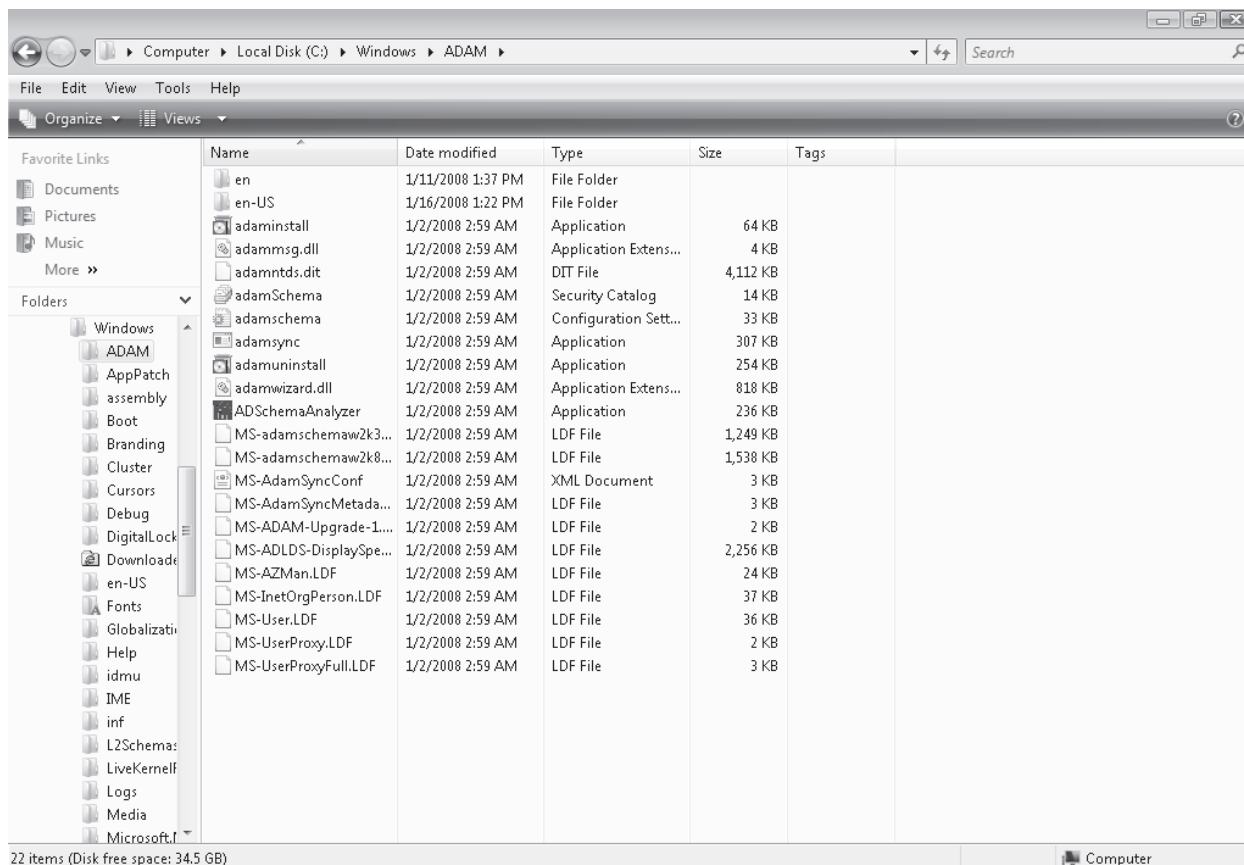 Computer Local Disk (C:) Windows ADAM
Search
File Edit View Tools Help
Organize Views
Favorite Links
Documents
Pictures
Music
More »
Folders
Windows
ADAM
AppPatch
assembly
Boot
Branding
Cluster
Cursors
Debug
DigitalLock
Downloade
en-US
Fonts
Globalizati
Help
idmu
IME
inf
L2Schemas
LiveKernelR
Logs
Media
Microsoft.N
Name Date modified Type Size Tags
en 1/11/2008 1:37 PM File Folder
en-US 1/16/2008 1:22 PM File Folder
adaminstall 1/2/2008 2:59 AM Application 64 KB
adammsg.dll 1/2/2008 2:59 AM Application Extens... 4 KB
adamntds.dit 1/2/2008 2:59 AM DIT File 4,112 KB
adamSchema 1/2/2008 2:59 AM Security Catalog 14 KB
adamschema 1/2/2008 2:59 AM Configuration Sett... 33 KB
adamsync 1/2/2008 2:59 AM Application 307 KB
adamuninstall 1/2/2008 2:59 AM Application 254 KB
adamwizard.dll 1/2/2008 2:59 AM Application Extens... 818 KB
ADSchemaAnalyzer 1/2/2008 2:59 AM Application 236 KB
MS-adamschemaw2k3... 1/2/2008 2:59 AM LDF File 1,249 KB
MS-adamschemaw2k8... 1/2/2008 2:59 AM LDF File 1,538 KB
MS-AdamSyncConf 1/2/2008 2:59 AM XML Document 3 KB
MS-AdamSyncMetada... 1/2/2008 2:59 AM LDF File 3 KB
MS-ADAM-Upgrade-1.... 1/2/2008 2:59 AM LDF File 2 KB
MS-ADLDS-DisplaySpe... 1/2/2008 2:59 AM LDF File 2,256 KB
MS-AZMan.LDF 1/2/2008 2:59 AM LDF File 24 KB
MS-InetOrgPerson.LDF 1/2/2008 2:59 AM LDF File 37 KB
MS-User.LDF 1/2/2008 2:59 AM LDF File 36 KB
MS-UserProxy.LDF 1/2/2008 2:59 AM LDF File 2 KB
MS-UserProxyFull.LDF 1/2/2008 2:59 AM LDF File 3 KB
22 items (Disk free space: 34.5 GB) Computer